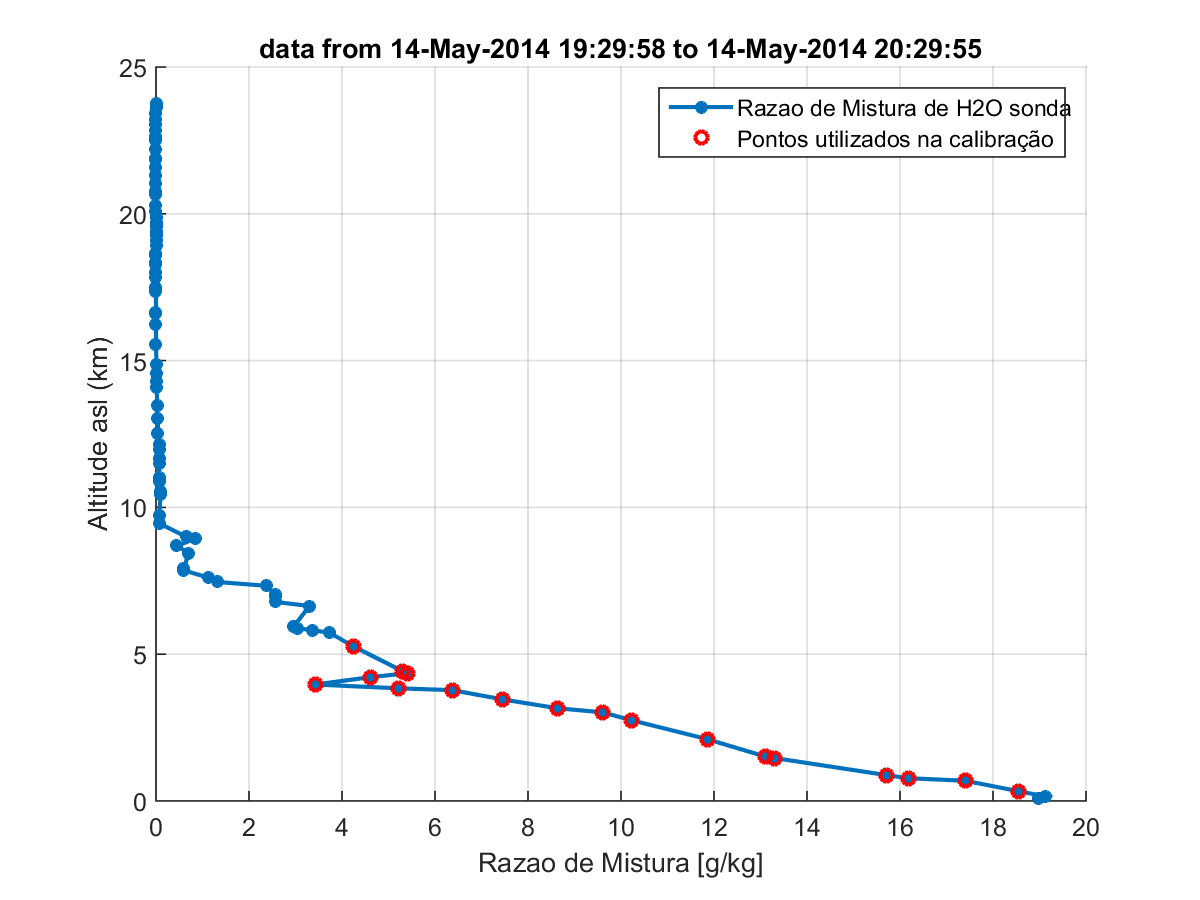 data from 14-May-2014 19:29:58 to 14-May-2014 20:29:55
Razao de Mistura de H2O sonda
Pontos utilizados na calibração
25
20
15
10
5
0
Altitude asl (km)
0 2 4 6 8 10 12 14 16 18 20
Razao de Mistura [g/kg]